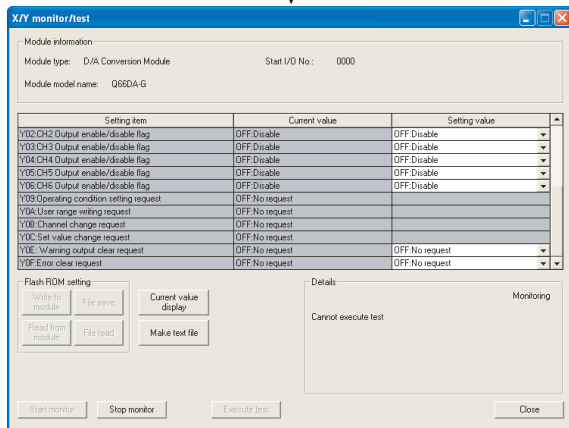 X/Y monitor/test
Module information
Module type: D/A Conversion Module Start I/O No.: 0000
Module model name: Q66DA-G
Setting item Current value Setting value
Y02:CH2 Output enable/disable flag OFF:Disable OFF:Disable
Y03:CH3 Output enable/disable flag OFF:Disable OFF:Disable
Y04:CH4 Output enable/disable flag OFF:Disable OFF:Disable
Y05:CH5 Output enable/disable flag OFF:Disable OFF:Disable
Y06:CH6 Output enable/disable flag OFF:Disable OFF:Disable
Y09:Operating condition setting request OFF:No request
Y0A:User range writing request OFF:No request
Y0B:Channel change request OFF:No request
Y0C:Set value change request OFF:No request
Y0E: Warning output clear request OFF:No request OFF:No request
Y0F:Error clear request OFF:No request OFF:No request
Flash ROM setting
Write to module
File save
Current value display
Read from module
File read
Make text file
Details
Monitoring
Cannot execute test
Start monitor Stop monitor Execute test Close